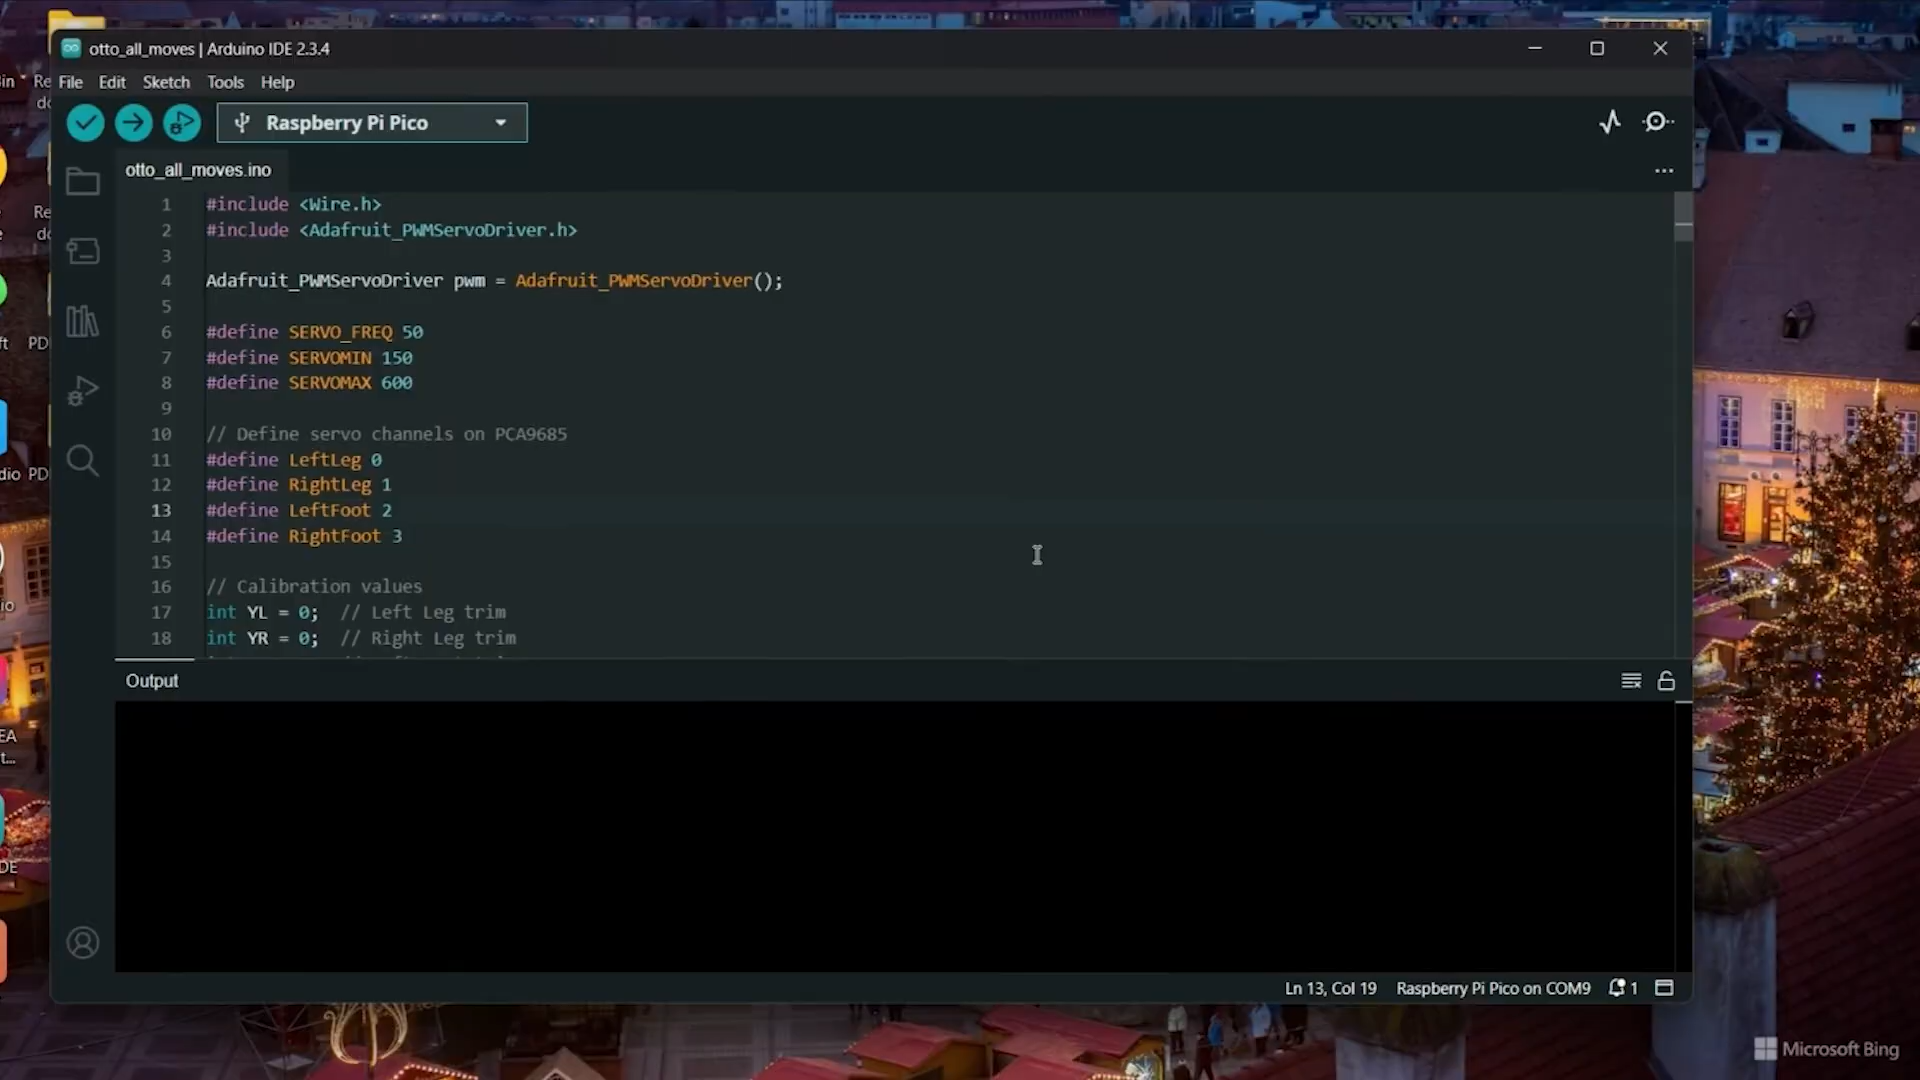 otto_all_moves | Arduino IDE 2.3.4
File Edit Sketch Tools Help
Raspberry Pi Pico
otto_all_moves.ino
1 #include <Wire.h>
2 #include <Adafruit_PWMServoDriver.h>
3
4 Adafruit_PWMServoDriver pwm = Adafruit_PWMServoDriver();
5
6 #define SERVO_FREQ 50
7 #define SERVOMIN 150
8 #define SERVOMAX 600
9
10 // Define servo channels on PCA9685
11 #define LeftLeg 0
12 #define RightLeg 1
13 #define LeftFoot 2
14 #define RightFoot 3
15
16 // Calibration values
17 int YL = 0; // Left Leg trim
18 int YR = 0; // Right Leg trim
Output
Ln 13, Col 19 Raspberry Pi Pico on COM9 1
Microsoft Bing